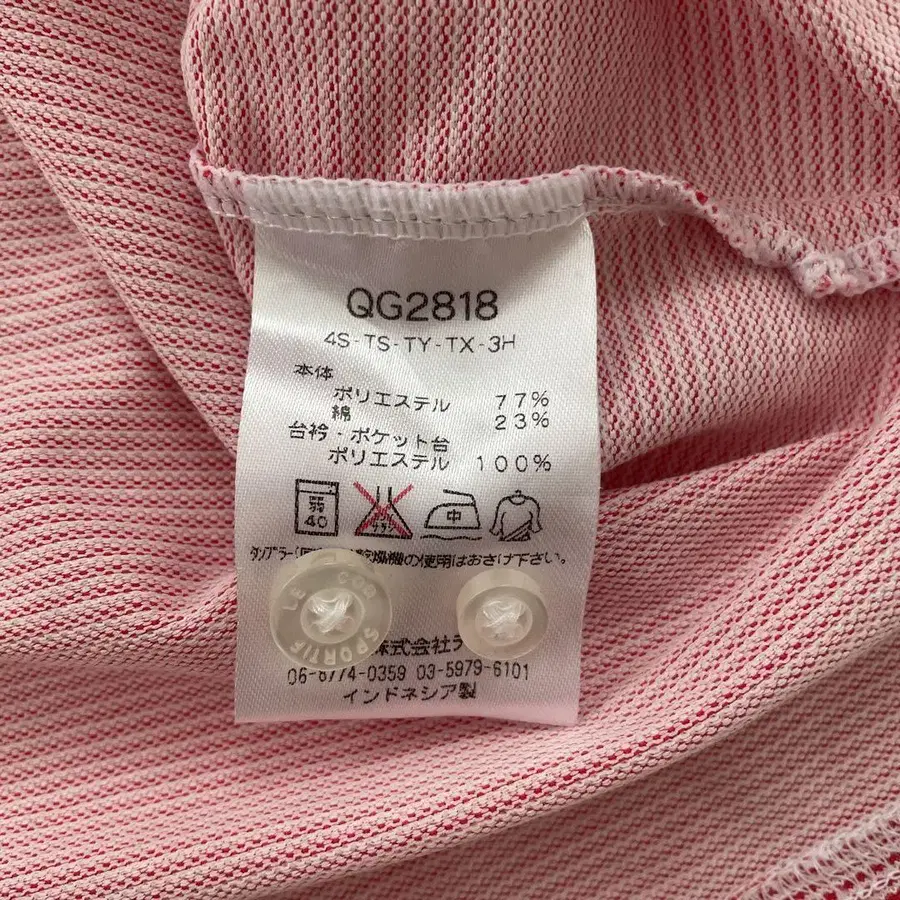 QG2818
4S-TS-TY-TX-3H
本体
ポリエステル 77%
綿 23%
台衿・ポケット台
ポリエステル 100%
弱
40
中
タンブラー 乾燥機の使用はおさけ下さい。
LE COQ SPORTIF
株式会社
06-6774-0359 03-5979-6101
インドネシア製